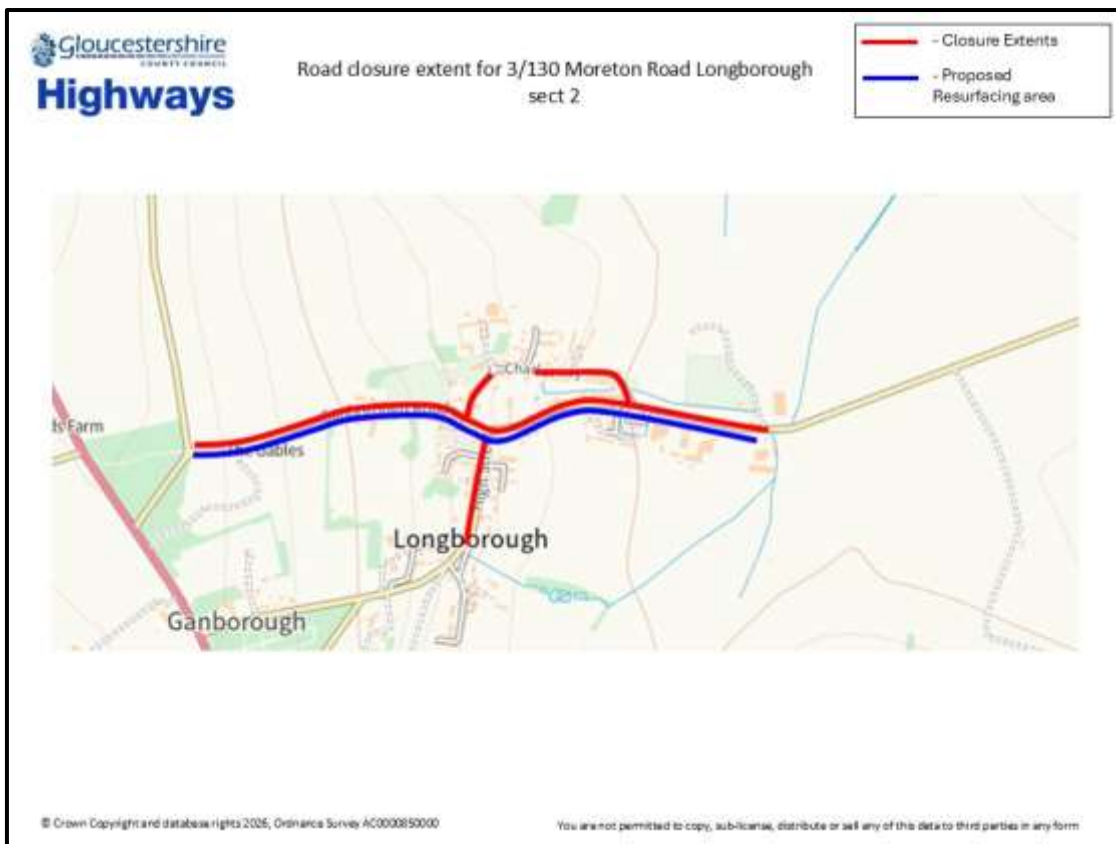 Gloucestershire
COUNTY COUNCIL
Highways
Road closure extent for 3/130 Moreton Road Longborough
sect 2
- Closure Extents
- Proposed
Resurfacing area
ds Farm
The Gables
Longborough
Ganborough
© Crown Copyright and database rights 2026, Ordnance Survey AC0000850000
You are not permitted to copy, sub-license, distribute or sell any of this data to third parties in any form